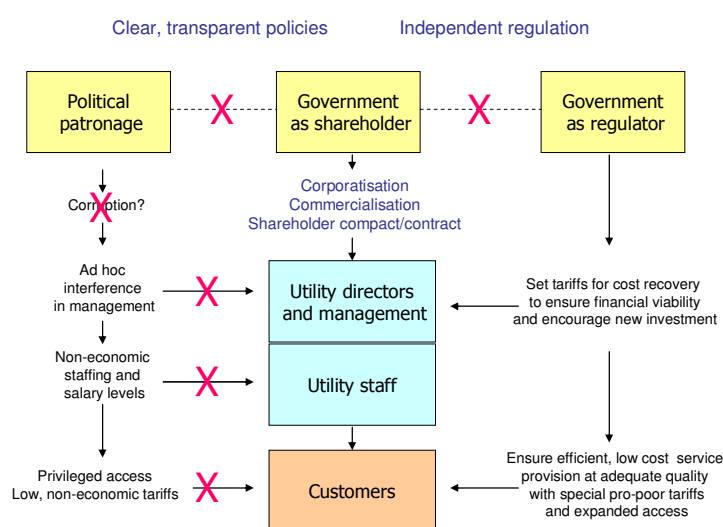 Clear, transparent policies
Independent regulation
Political
patronage
Government
as shareholder
Government
as regulator
X
X
Corruption?
X
Corporatisation
Commercialisation
Shareholder compact/contract
Ad hoc
interference
in management
X
Utility directors
and management
Set tariffs for cost recovery
to ensure financial viability
and encourage new investment
Non-economic
staffing and
salary levels
X
Utility staff
Privileged access
Low, non-economic tariffs
X
Customers
Ensure efficient, low cost service
provision at adequate quality
with special pro-poor tariffs
and expanded access